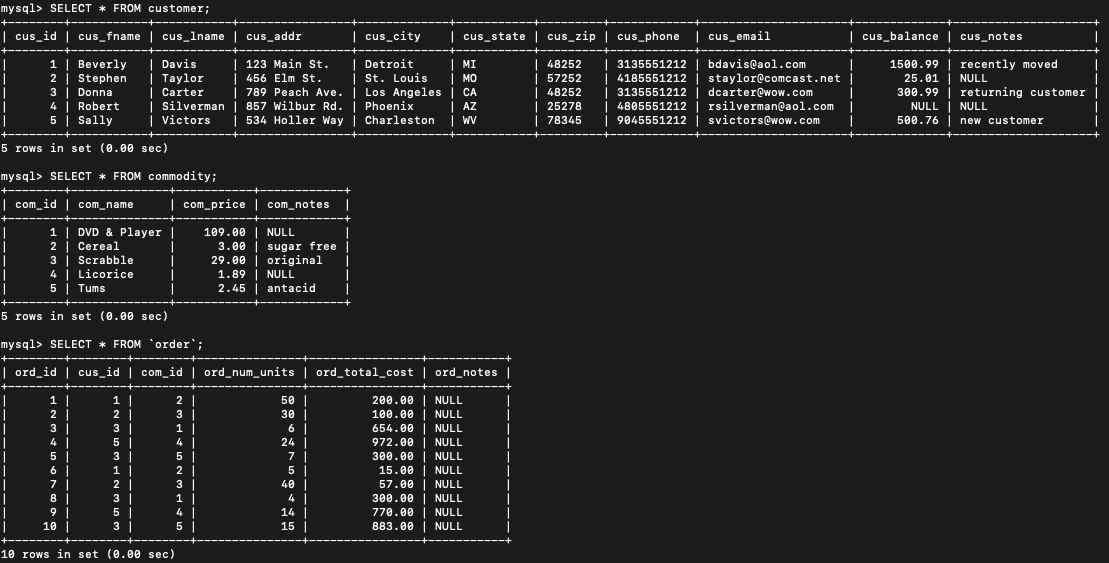 mysql> SELECT * FROM customer;
+--------+-----------+-----------+----------------+-------------+-----------+---------+------------+---------------------+-------------+--------------------+
| cus_id | cus_fname | cus_lname | cus_addr       | cus_city    | cus_state | cus_zip | cus_phone  | cus_email           | cus_balance | cus_notes          |
+--------+-----------+-----------+----------------+-------------+-----------+---------+------------+---------------------+-------------+--------------------+
|      1 | Beverly   | Davis     | 123 Main St.   | Detroit     | MI        | 48252   | 3135551212 | bdavis@aol.com      |     1500.99 | recently moved     |
|      2 | Stephen   | Taylor    | 456 Elm St.    | St. Louis   | MO        | 57252   | 4185551212 | staylor@comcast.net |       25.01 | NULL               |
|      3 | Donna     | Carter    | 789 Peach Ave. | Los Angeles | CA        | 48252   | 3135551212 | dcarter@wow.com     |      300.99 | returning customer |
|      4 | Robert    | Silverman | 857 Wilbur Rd. | Phoenix     | AZ        | 25278   | 4805551212 | rsilverman@aol.com  |        NULL | NULL               |
|      5 | Sally     | Victors   | 534 Holler Way | Charleston  | WV        | 78345   | 9045551212 | svictors@wow.com    |      500.76 | new customer       |
+--------+-----------+-----------+----------------+-------------+-----------+---------+------------+---------------------+-------------+--------------------+
5 rows in set (0.00 sec)
mysql> SELECT * FROM commodity;
+--------+--------------+-----------+------------+
| com_id | com_name     | com_price | com_notes  |
+--------+--------------+-----------+------------+
|      1 | DVD & Player |    109.00 | NULL       |
|      2 | Cereal       |      3.00 | sugar free |
|      3 | Scrabble     |     29.00 | original   |
|      4 | Licorice     |      1.89 | NULL       |
|      5 | Tums         |      2.45 | antacid    |
+--------+--------------+-----------+------------+
5 rows in set (0.00 sec)
mysql> SELECT * FROM `order`;
+--------+--------+--------+---------------+----------------+-----------+
| ord_id | cus_id | com_id | ord_num_units | ord_total_cost | ord_notes |
+--------+--------+--------+---------------+----------------+-----------+
|      1 |      1 |      2 |            50 |         200.00 | NULL      |
|      2 |      2 |      3 |            30 |         100.00 | NULL      |
|      3 |      3 |      1 |             6 |         654.00 | NULL      |
|      4 |      5 |      4 |            24 |         972.00 | NULL      |
|      5 |      3 |      5 |             7 |         300.00 | NULL      |
|      6 |      1 |      2 |             5 |          15.00 | NULL      |
|      7 |      2 |      3 |            40 |          57.00 | NULL      |
|      8 |      3 |      1 |             4 |         300.00 | NULL      |
|      9 |      5 |      4 |            14 |         770.00 | NULL      |
|     10 |      3 |      5 |            15 |         883.00 | NULL      |
+--------+--------+--------+---------------+----------------+-----------+
10 rows in set (0.00 sec)